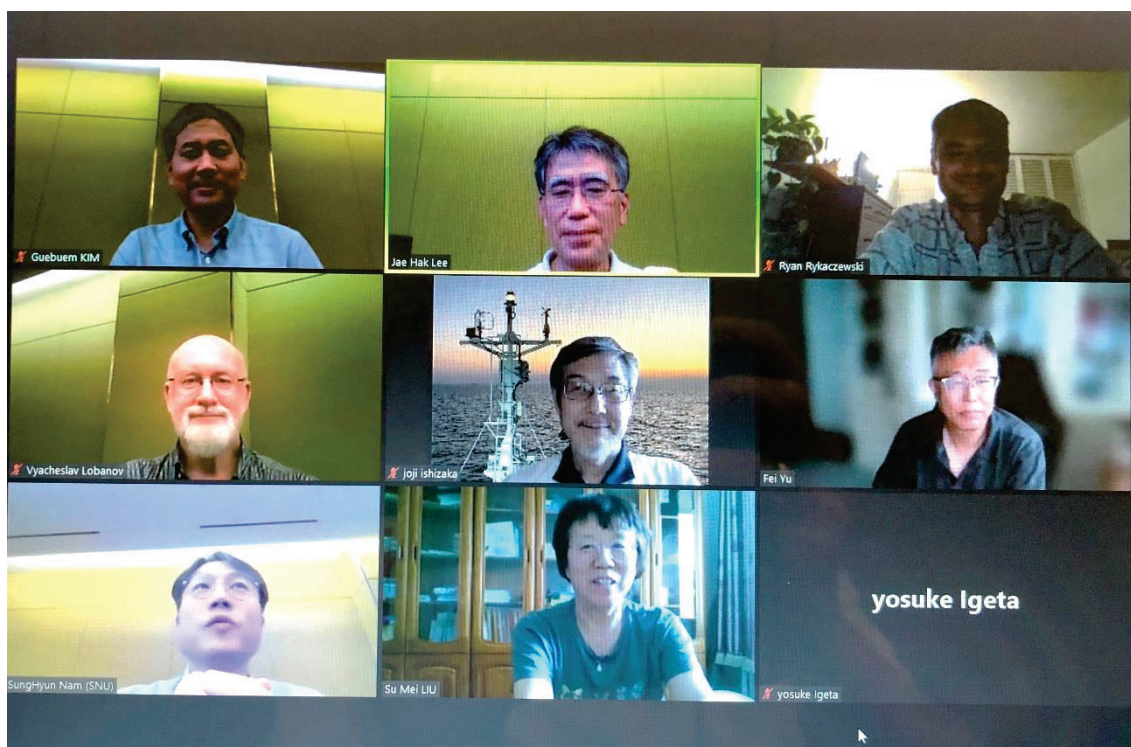 Guebuem KIM
Jae Hak Lee
Ryan Rykaczewski
Vyacheslav Lobanov
joji ishizaka
Fei Yu
SungHyun Nam (SNU)
Su Mei LIU
yosuke Igeta
yosuke Igeta